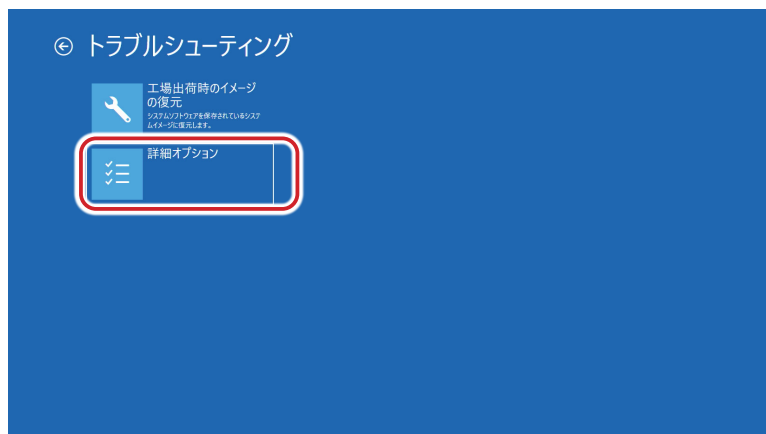 トラブルシューティング
工場出荷時のイメージ
の復元
システムソフトウェアを保存されているシステ
ムイメージに復元します。
詳細オプション